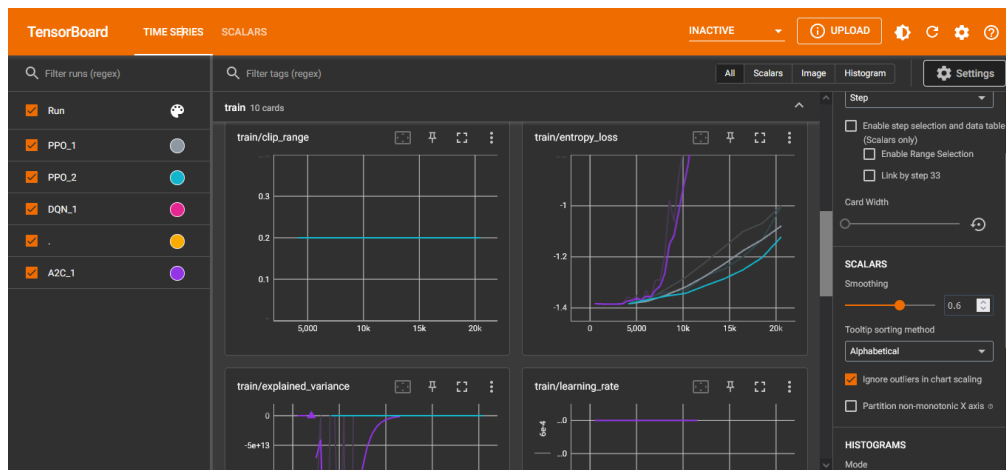 TensorBoard
TIME SERIES
SCALARS
INACTIVE
UPLOAD
Filter runs (regex)
Filter tags (regex)
All
Scalars
Image
Histogram
Settings
Run
PPO_1
PPO_2
DQN_1
.
A2C_1
train 10 cards
train/clip_range
0.3
0.2
0.1
5,000
10k
15k
20k
train/entropy_loss
-1
-1.2
-1.4
0
5,000
10k
15k
20k
train/explained_variance
0
-5e+13
train/learning_rate
6e-4
..0
..0
Step
Enable step selection and data table
(Scalars only)
Enable Range Selection
Link by step 33
Card Width
SCALARS
Smoothing
0.6
Tooltip sorting method
Alphabetical
Ignore outliers in chart scaling
Partition non-monotonic X axis
HISTOGRAMS
Mode